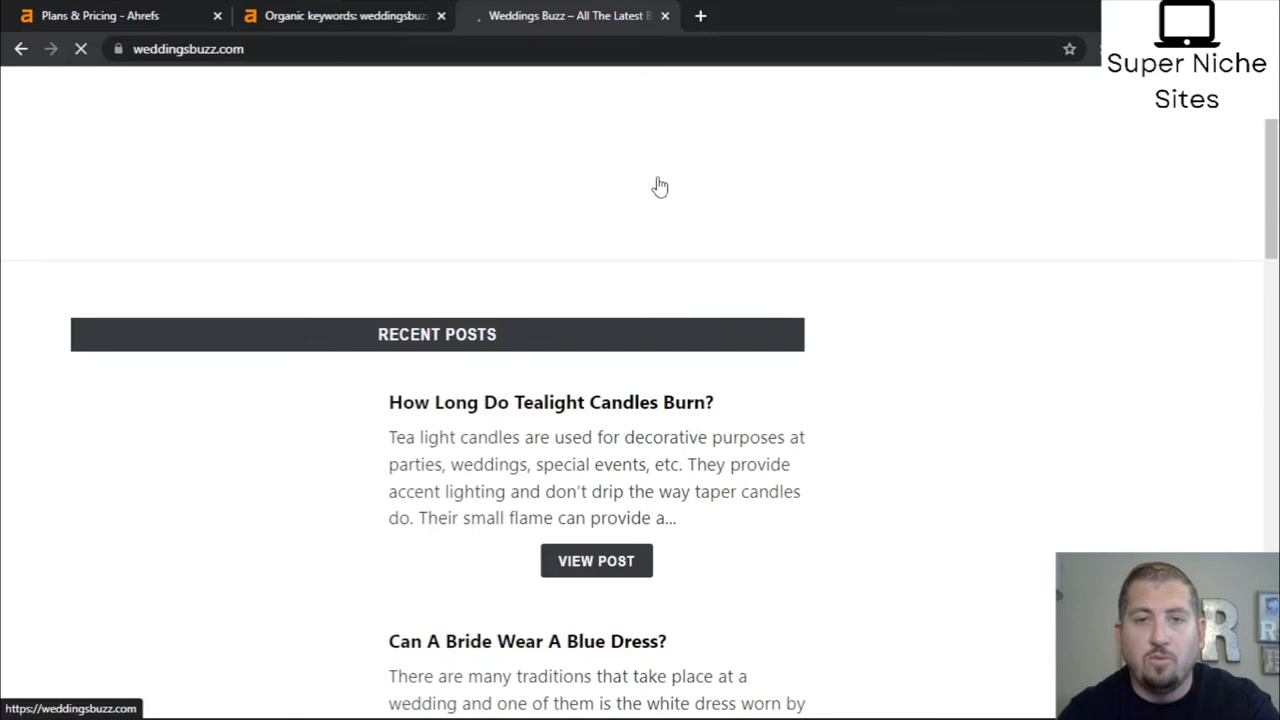 Plans & Pricing - Ahrefs
Organic keywords: weddingsbuzz
Weddings Buzz – All The Latest B
weddingsbuzz.com
Super Niche
Sites
RECENT POSTS
How Long Do Tealight Candles Burn?
Tea light candles are used for decorative purposes at
parties, weddings, special events, etc. They provide
accent lighting and don’t drip the way taper candles
do. Their small flame can provide a...
VIEW POST
Can A Bride Wear A Blue Dress?
There are many traditions that take place at a
wedding and one of them is the white dress worn by
https://weddingsbuzz.com
R